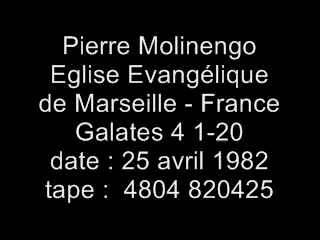 Pierre Molinengo
Eglise Evangélique
de Marseille - France
Galates 4 1-20
date : 25 avril 1982
tape :  4804 820425